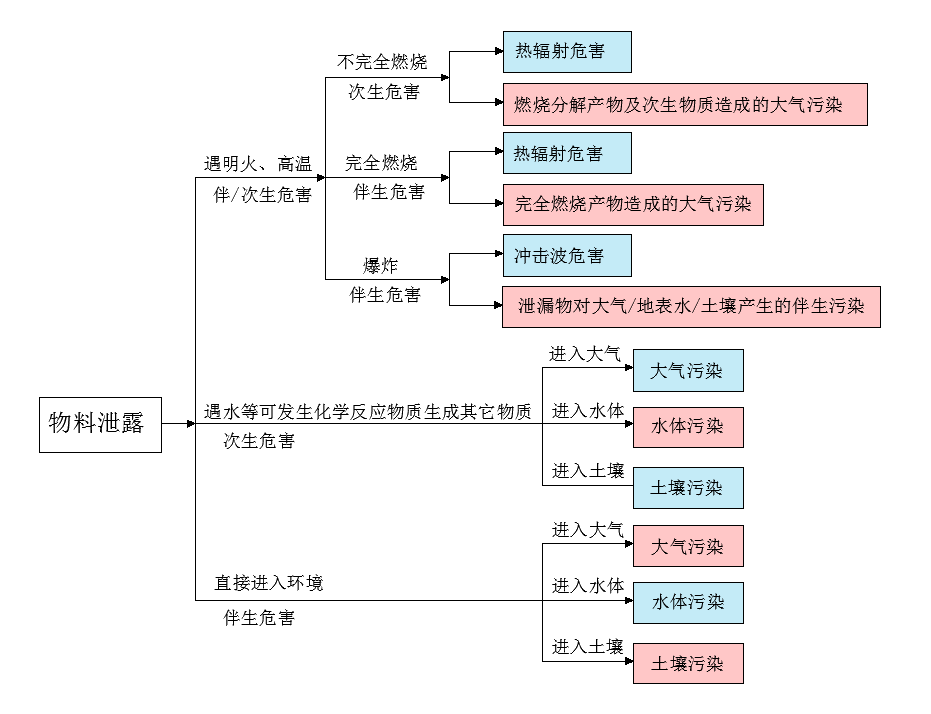 不完全燃烧
次生危害
热辐射危害
燃烧分解产物及次生物质造成的大气污染
遇明火、高温
伴/次生危害
完全燃烧
伴生危害
热辐射危害
完全燃烧产物造成的大气污染
爆炸
伴生危害
冲击波危害
泄漏物对大气/地表水/土壤产生的伴生污染
物料泄露
遇水等可发生化学反应物质生成其它物质
次生危害
进入大气
大气污染
进入水体
水体污染
进入土壤
土壤污染
直接进入环境
伴生危害
进入大气
大气污染
进入水体
水体污染
进入土壤
土壤污染